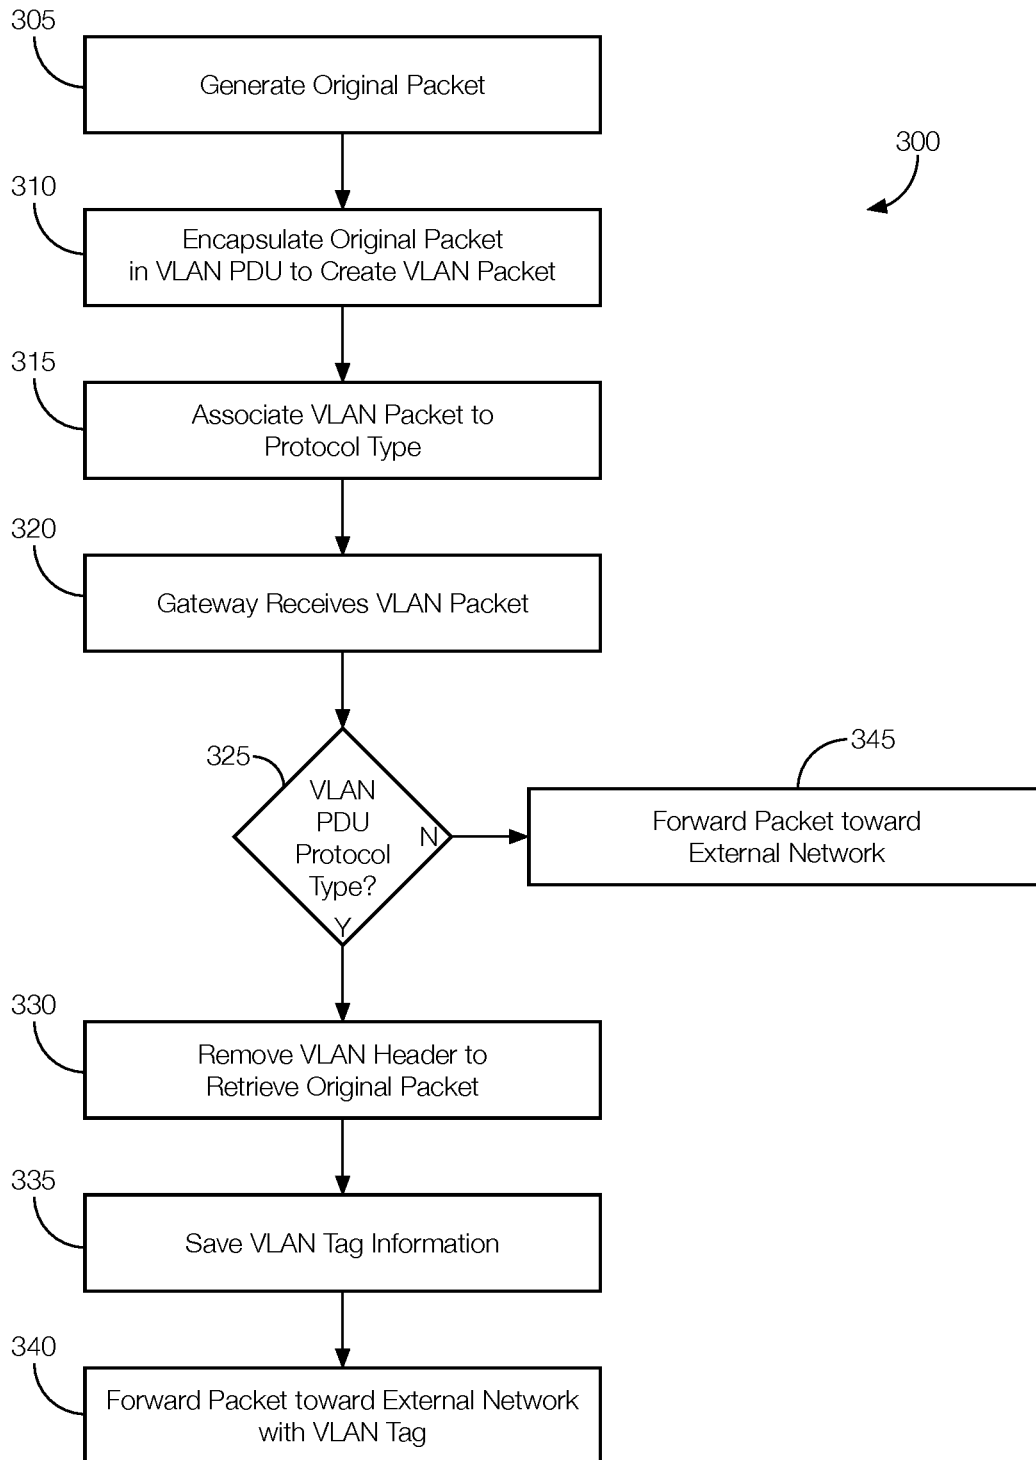 305
Generate Original Packet
300
310
Encapsulate Original Packet
in VLAN PDU to Create VLAN Packet
315
Associate VLAN Packet to
Protocol Type
320
Gateway Receives VLAN Packet
325
VLAN
PDU
Protocol
Type?
N
Y
345
Forward Packet toward
External Network
330
Remove VLAN Header to
Retrieve Original Packet
335
Save VLAN Tag Information
340
Forward Packet toward External Network
with VLAN Tag